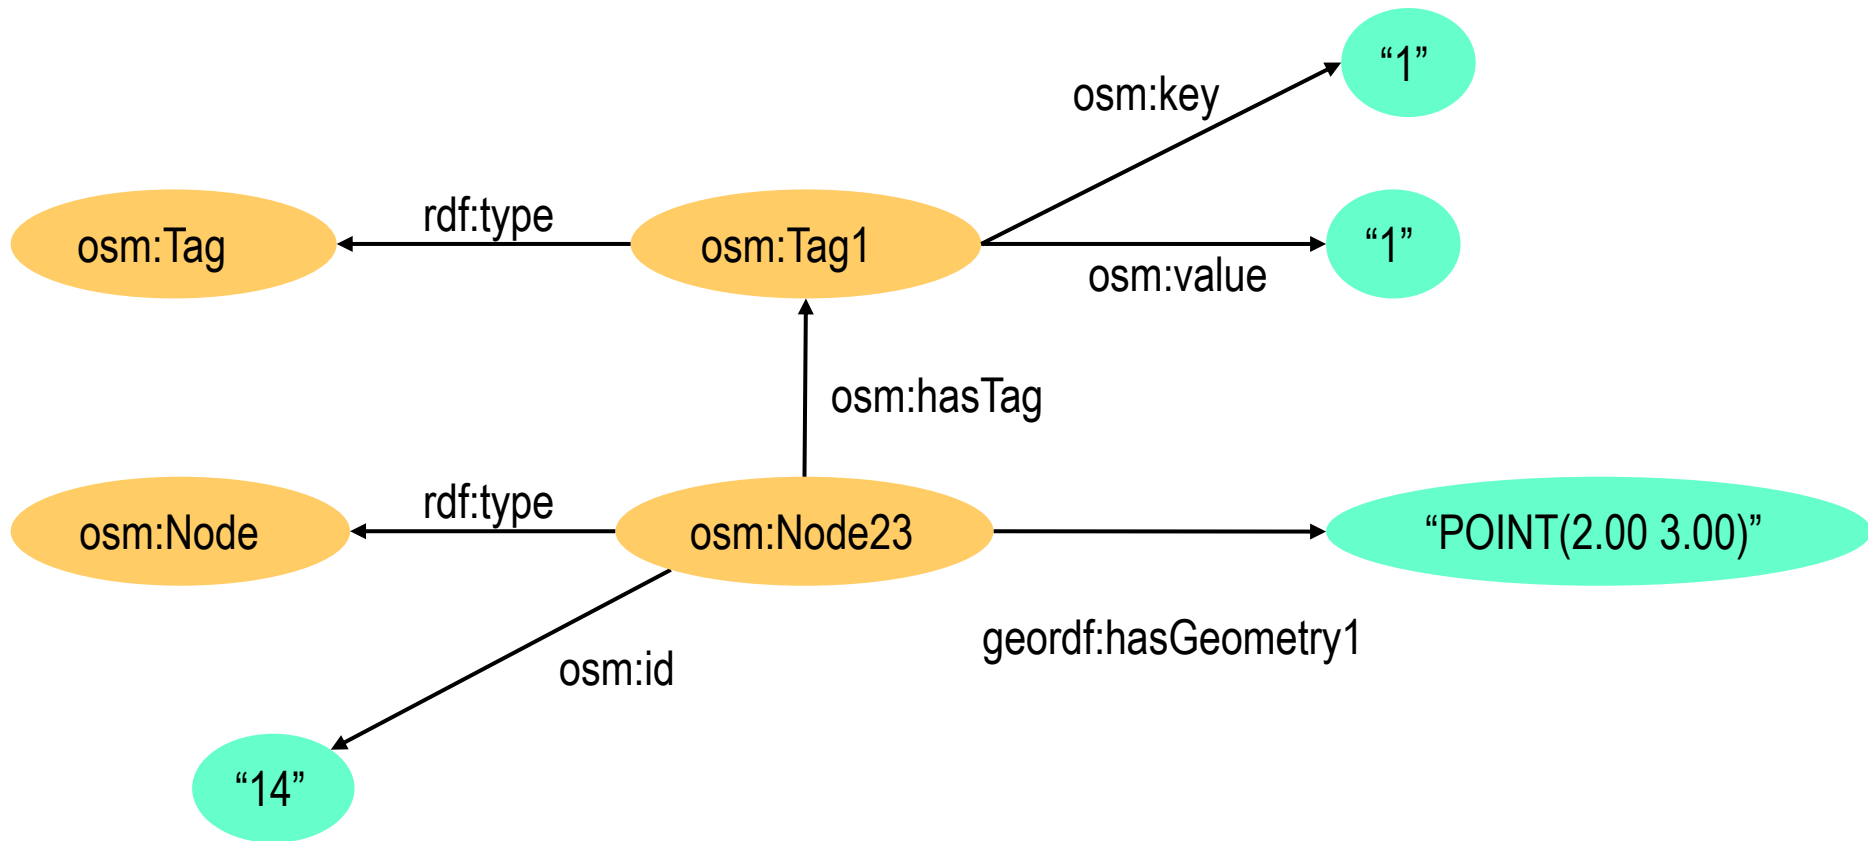 “1”
osm:key
rdf:type
osm:Tag
osm:Tag1
“1”
osm:value
osm:hasTag
rdf:type
osm:Node
osm:Node23
“POINT(2.00 3.00)”
geordf:hasGeometry1
osm:id
“14”